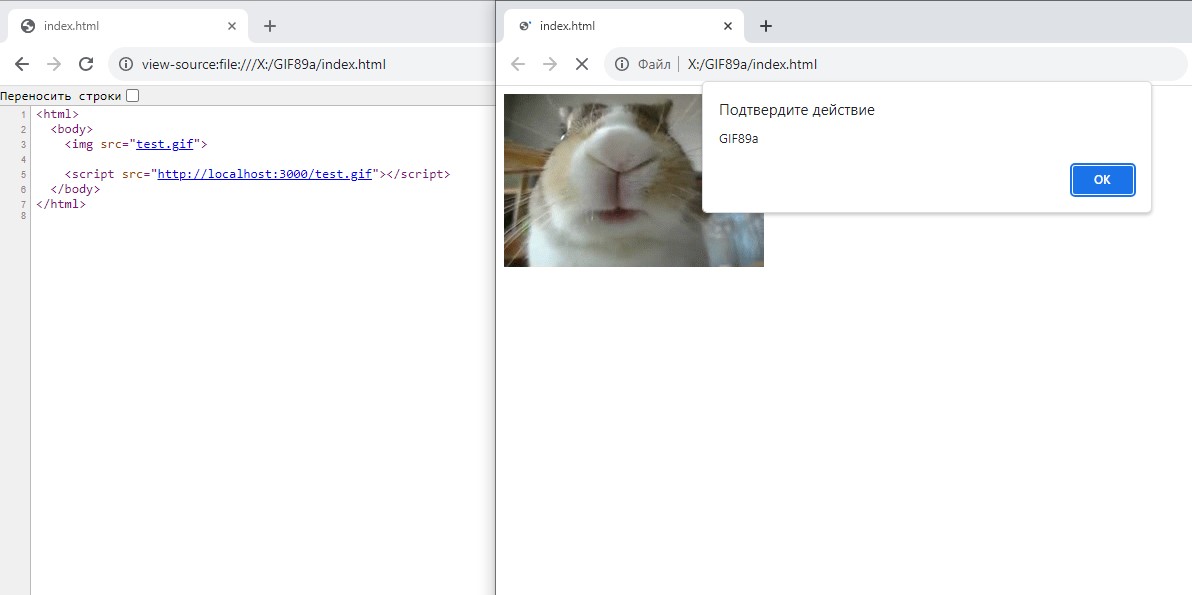 index.html
view-source:file:///X:/GIF89a/index.html
Переносить строки
1 <html>
2 <body>
3 <img src="test.gif">
4
5 <script src="http://localhost:3000/test.gif"></script>
6 </body>
7 </html>
8
index.html
Файл | X:/GIF89a/index.html
Подтвердите действие
GIF89a
ОК